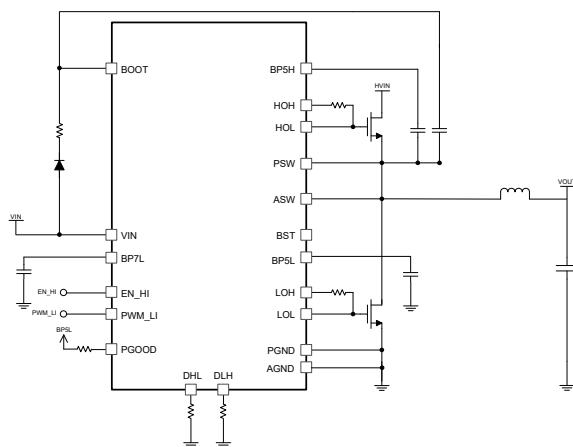 BOOT
BP5H
HVIN
HOH
HOL
PSW
VOUT
ASW
VIN
VIN
BST
BP7L
BP5L
EN_HI
EN_HI
LOH
PWM_LI
PWM_LI
LOL
BP5L
PGOOD
PGND
AGND
DHL
DLH